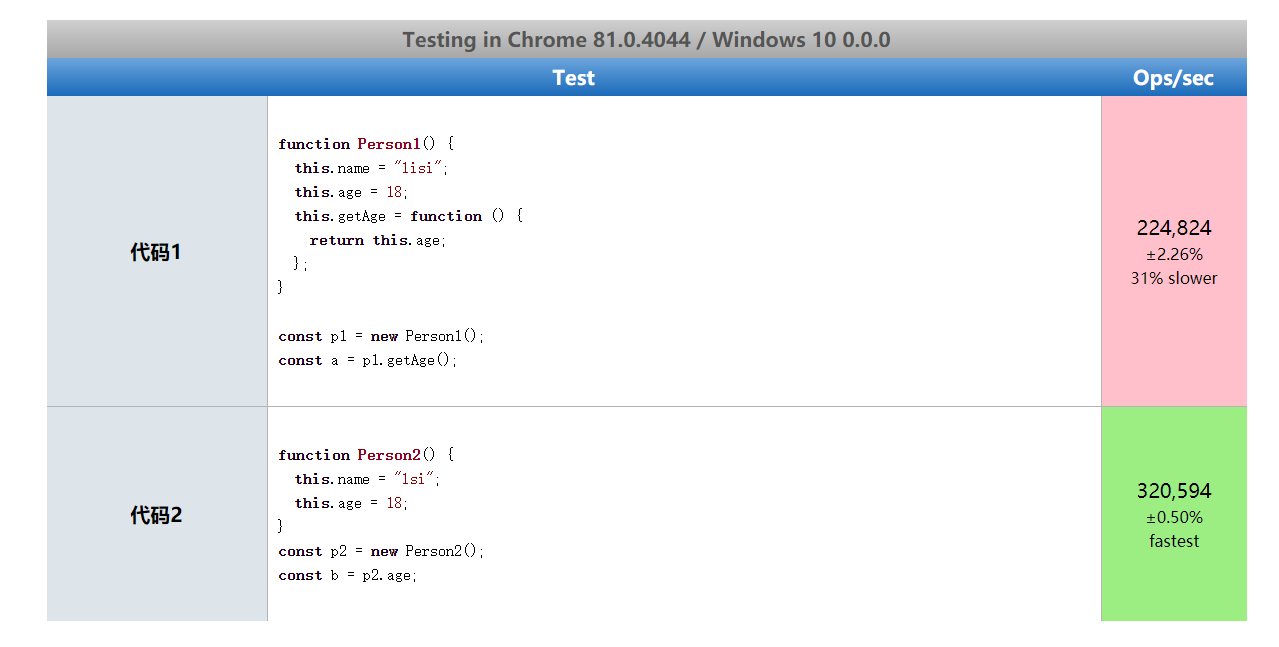 Testing in Chrome 81.0.4044 / Windows 10 0.0.0
Test Ops/sec
代码1
function Person1() {
  this.name = "lisi";
  this.age = 18;
  this.getAge = function () {
    return this.age;
  };
}

const p1 = new Person1();
const a = p1.getAge();
224,824
±2.26%
31% slower
代码2
function Person2() {
  this.name = "lsi";
  this.age = 18;
}
const p2 = new Person2();
const b = p2.age;
320,594
±0.50%
fastest